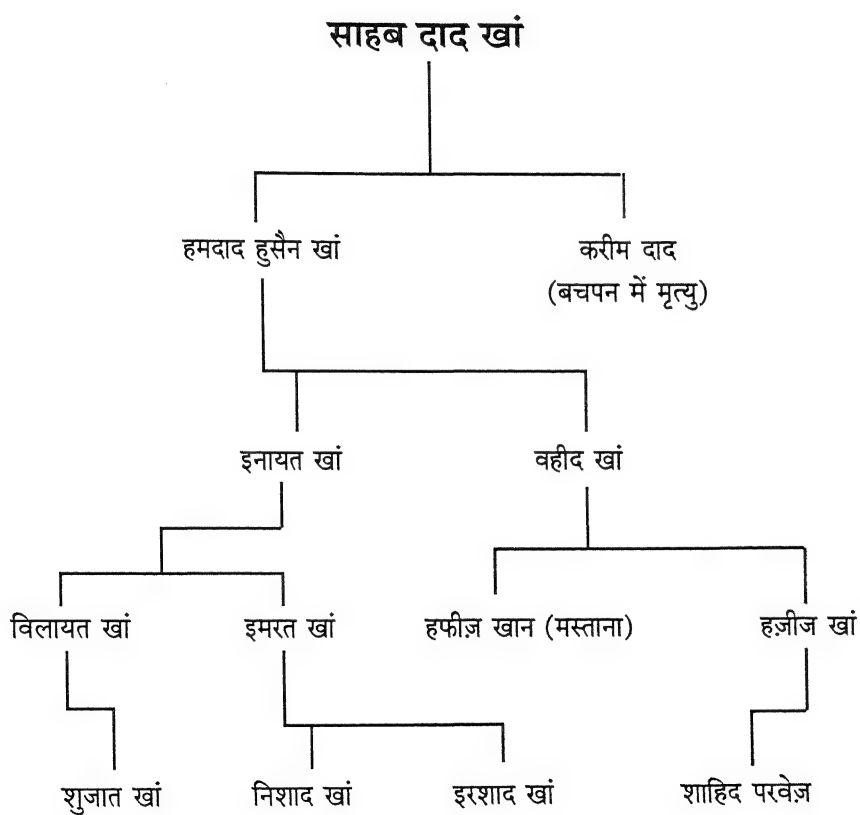 साहब दाद खां
हमदाद हुसैन खां
करीम दाद
(बचपन में मृत्यु)
इनायत खां
वहीद खां
विलायत खां
इमरत खां
हफीज़ खान (मस्ताना)
हज़ीज खां
शुजात खां
निशाद खां
इरशाद खां
शाहिद परवेज़